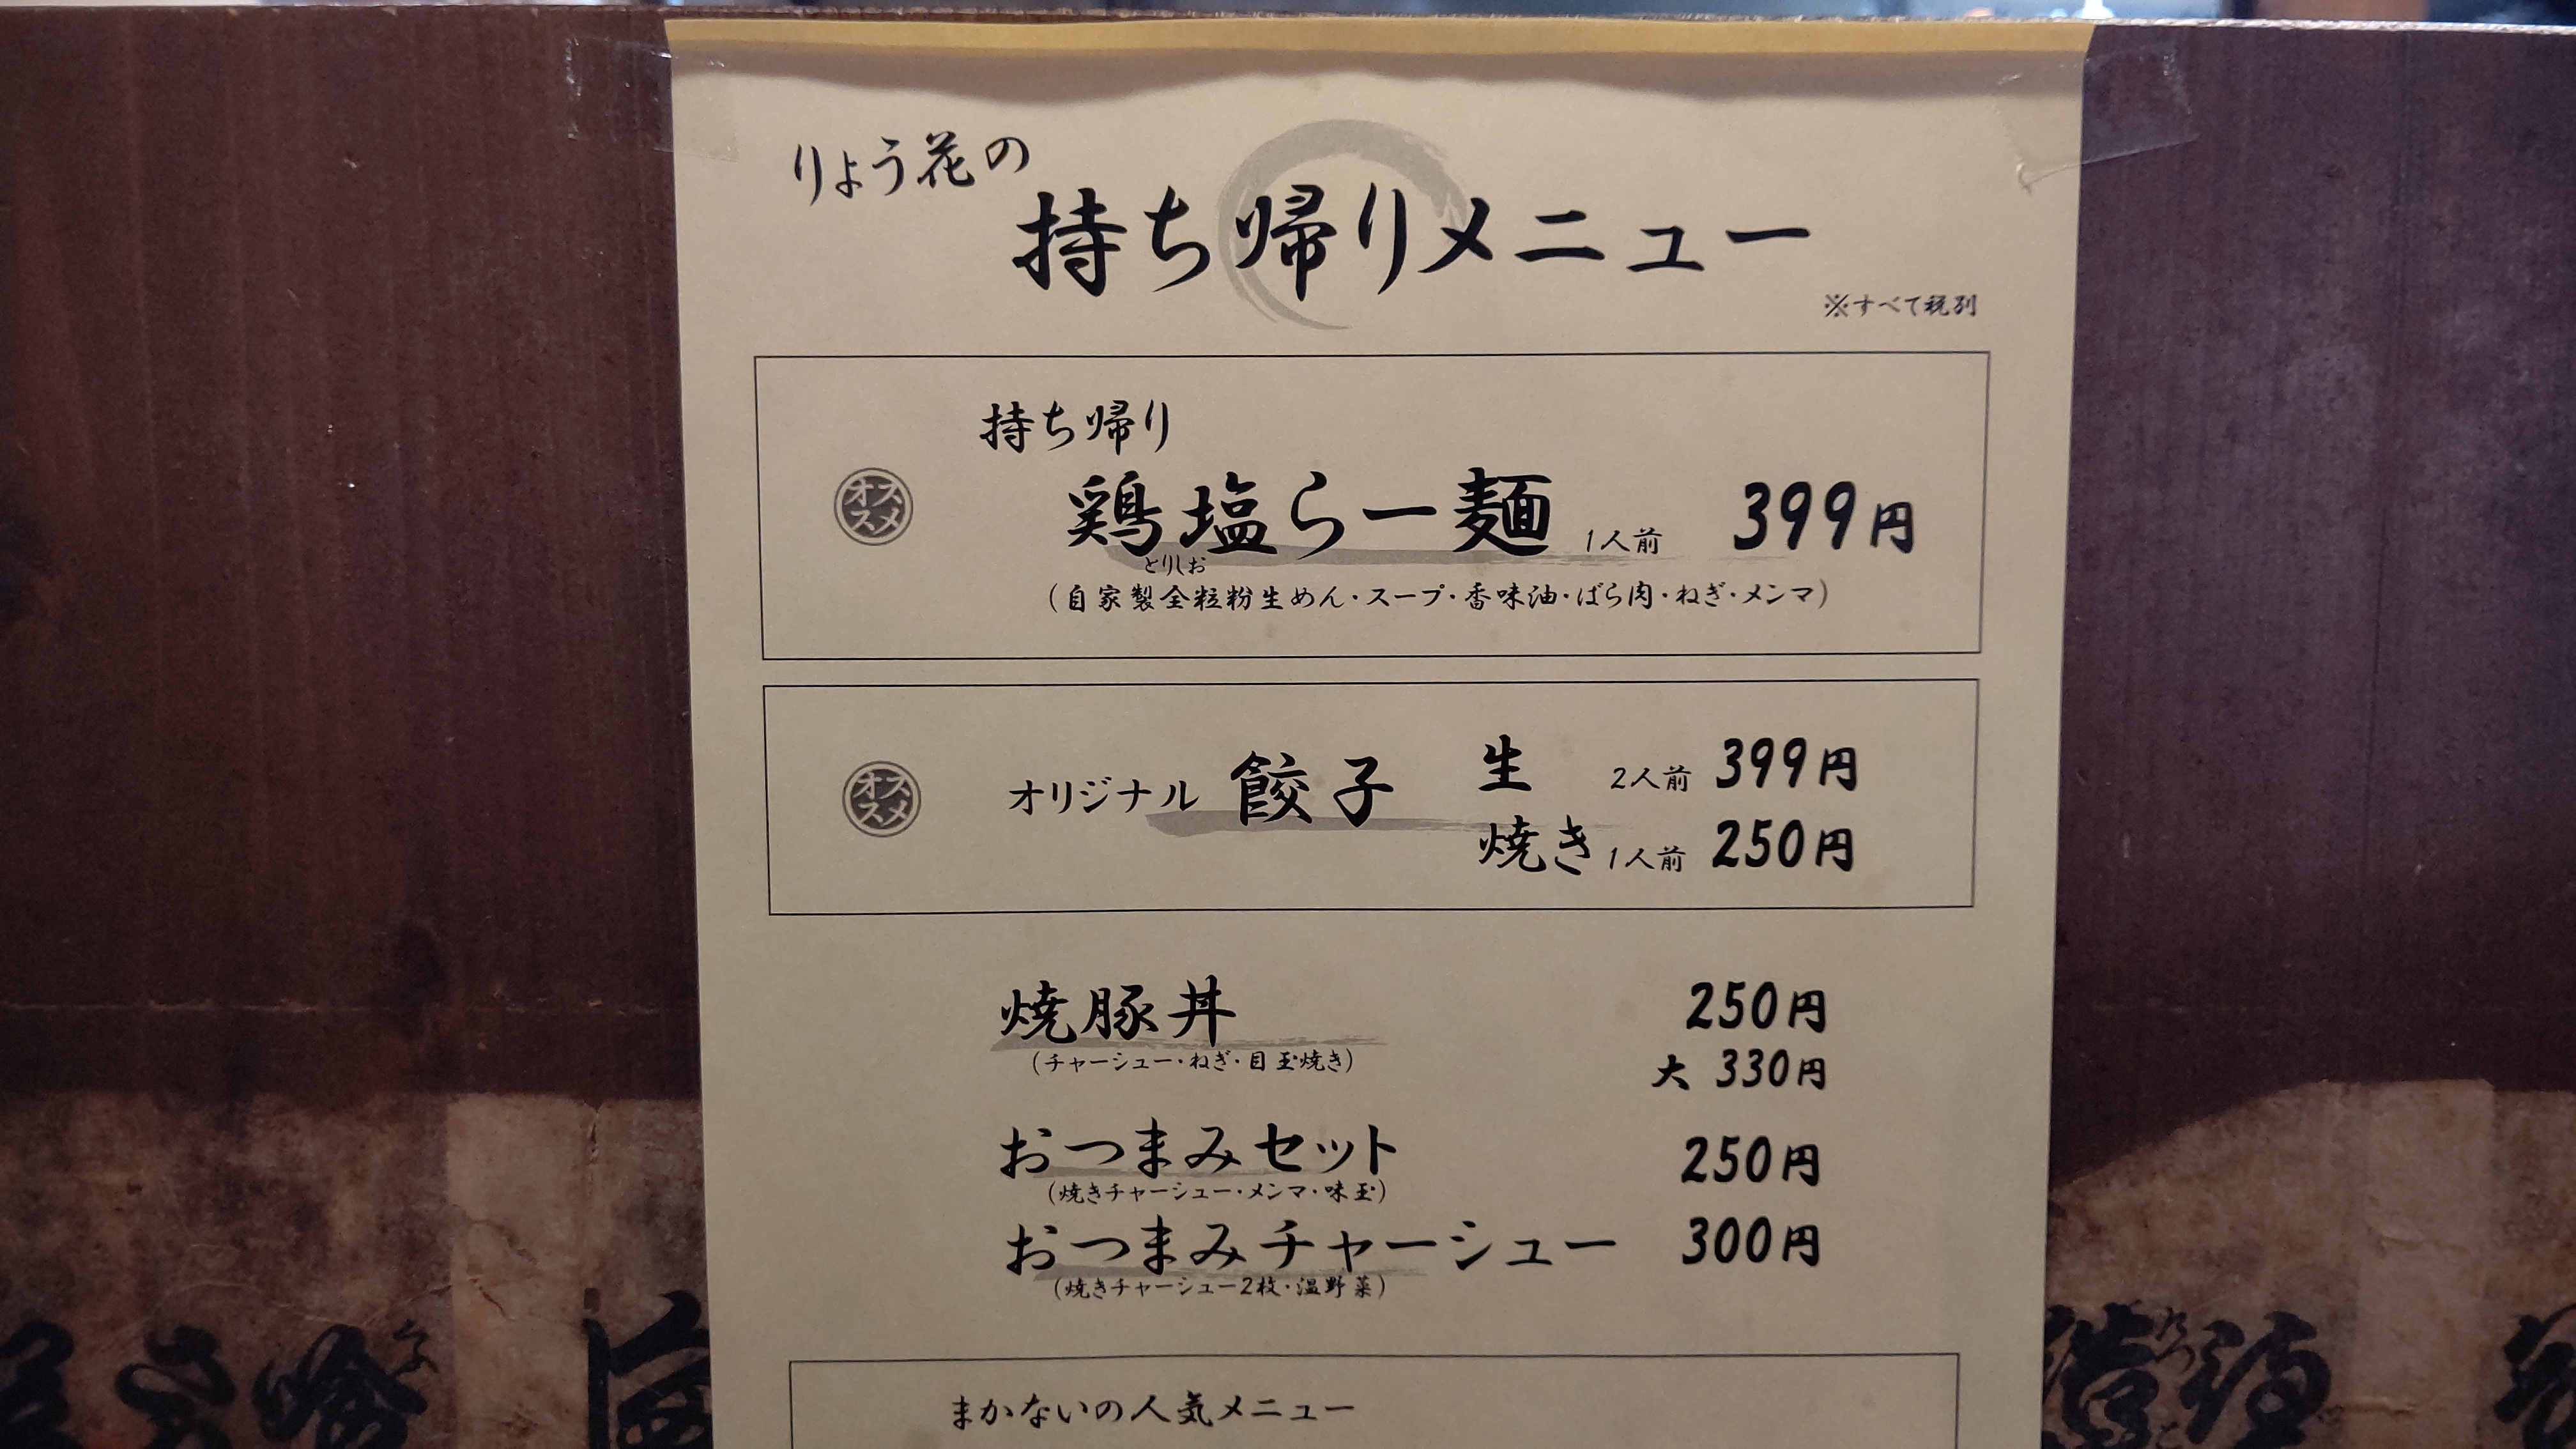 りょう花の
持ち帰りメニュー
※すべて税別
持ち帰り
オススメ
鶏塩らー麺 1人前 399円
とりしお
(自家製全粒粉生めん・スープ・香味油・ばら肉・ねぎ・メンマ)
オススメ
オリジナル 餃子 生 2人前 399円
焼き 1人前 250円
焼豚丼 250円
(チャーシュー・ねぎ・目玉焼き) 大 330円
おつまみセット 250円
(焼きチャーシュー・メンマ・味玉)
おつまみチャーシュー 300円
(焼きチャーシュー2枚・温野菜)
まかないの人気メニュー